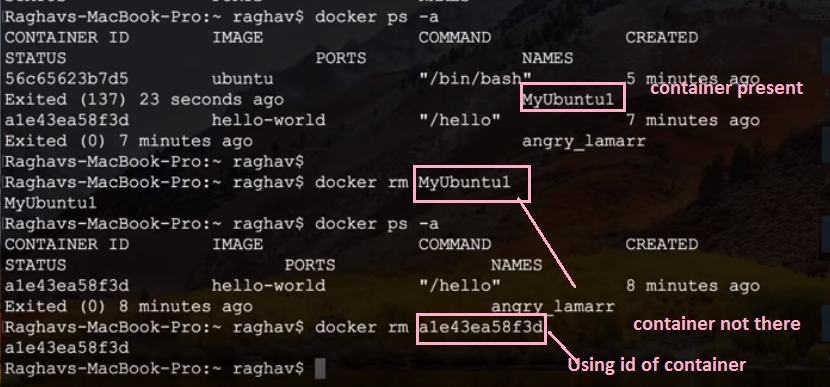 Raghavs-MacBook-Pro:~ raghav$ docker ps -a
CONTAINER ID IMAGE COMMAND CREATED
STATUS PORTS NAMES
56c65623b7d5 ubuntu "/bin/bash" 5 minutes ago
Exited (137) 23 seconds ago MyUbuntu1
container present
a1e43ea58f3d hello-world "/hello" 7 minutes ago
Exited (0) 7 minutes ago angry_lamarr
Raghavs-MacBook-Pro:~ raghav$
Raghavs-MacBook-Pro:~ raghav$ docker rm MyUbuntu1
MyUbuntu1
Raghavs-MacBook-Pro:~ raghav$ docker ps -a
CONTAINER ID IMAGE COMMAND CREATED
STATUS PORTS NAMES
a1e43ea58f3d hello-world "/hello" 8 minutes ago
Exited (0) 8 minutes ago angry_lamarr
container not there
Raghavs-MacBook-Pro:~ raghav$ docker rm a1e43ea58f3d
a1e43ea58f3d
Using id of container
Raghavs-MacBook-Pro:~ raghav$